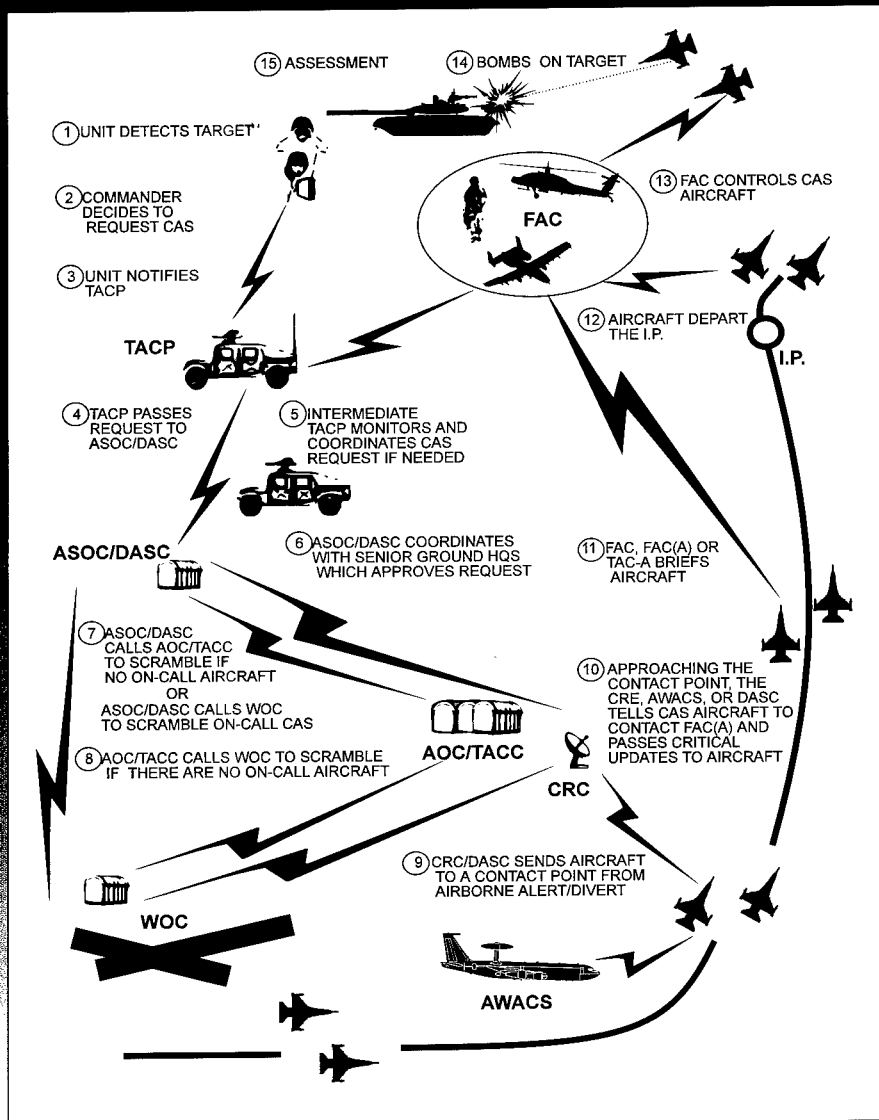 15 ASSESSMENT
14 BOMBS ON TARGET
1 UNIT DETECTS TARGET
2 COMMANDER
DECIDES TO
REQUEST CAS
FAC
13 FAC CONTROLS CAS
AIRCRAFT
3 UNIT NOTIFIES
TACP
12 AIRCRAFT DEPART
THE I.P.
I.P.
TACP
4 TACP PASSES
REQUEST TO
ASOC/DASC
5 INTERMEDIATE
TACP MONITORS AND
COORDINATES CAS
REQUEST IF NEEDED
ASOC/DASC
6 ASOC/DASC COORDINATES
WITH SENIOR GROUND HQS
WHICH APPROVES REQUEST
11 FAC, FAC(A) OR
TAC-A BRIEFS
AIRCRAFT
7 ASOC/DASC
CALLS AOC/TACC
TO SCRAMBLE IF
NO ON-CALL AIRCRAFT
OR
ASOC/DASC CALLS WOC
TO SCRAMBLE ON-CALL CAS
10 APPROACHING THE
CONTACT POINT, THE
CRE, AWACS, OR DASC
TELLS CAS AIRCRAFT TO
CONTACT FAC(A) AND
PASSES CRITICAL
UPDATES TO AIRCRAFT
AOC/TACC
8 AOC/TACC CALLS WOC TO SCRAMBLE
IF THERE ARE NO ON-CALL AIRCRAFT
CRC
9 CRC/DASC SENDS AIRCRAFT
TO A CONTACT POINT FROM
AIRBORNE ALERT/DIVERT
WOC
AWACS